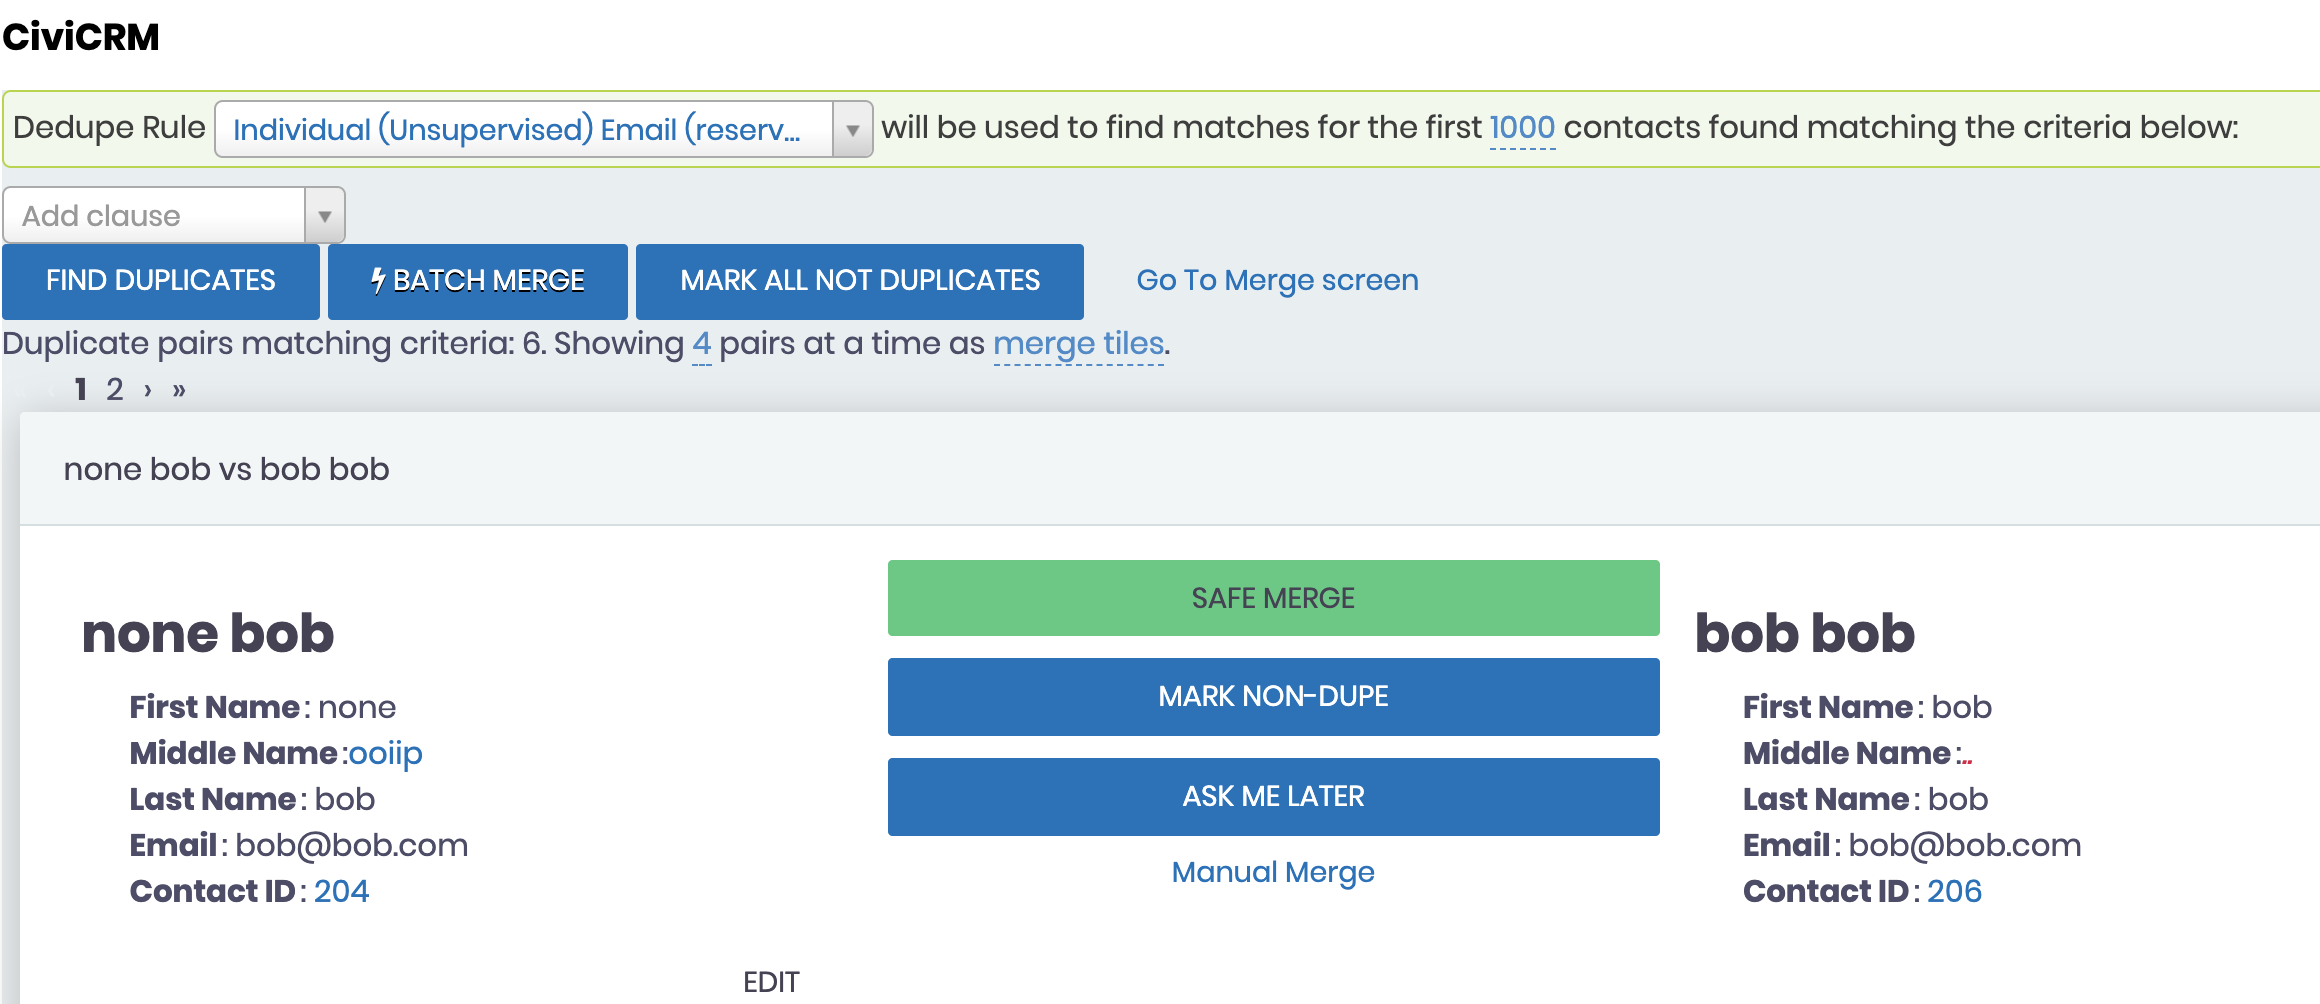 CiviCRM
Dedupe Rule Individual (Unsupervised) Email (reserv... will be used to find matches for the first 1000 contacts found matching the criteria below:
Add clause
FIND DUPLICATES BATCH MERGE MARK ALL NOT DUPLICATES Go To Merge screen
Duplicate pairs matching criteria: 6. Showing 4 pairs at a time as merge tiles.
1 2 › »
none bob vs bob bob
SAFE MERGE
none bob bob bob
MARK NON-DUPE
First Name : none First Name : bob
Middle Name :ooiip Middle Name :..
ASK ME LATER
Last Name : bob Last Name : bob
Email : bob@bob.com Email : bob@bob.com
Manual Merge
Contact ID : 204 Contact ID : 206
EDIT